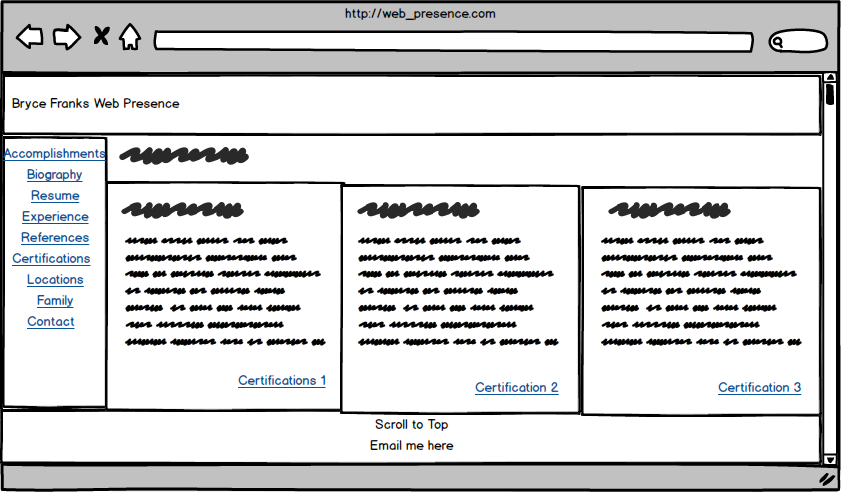 http://web_presence.com
Bryce Franks Web Presence
Accomplishments
Biography
Resume
Experience
References
Certifications
Locations
Family
Contact
Certifications 1
Certification 2
Certification 3
Scroll to Top
Email me here